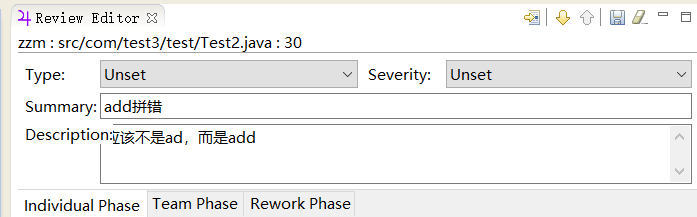 Review Editor
zzm : src/com/test3/test/Test2.java : 30
Type: Unset Severity: Unset
Summary: add拼错
Description: 该不是ad，而是add
Individual Phase Team Phase Rework Phase